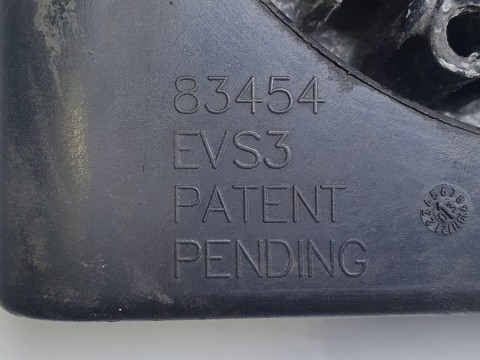 83454
EVS3
PATENT
PENDING